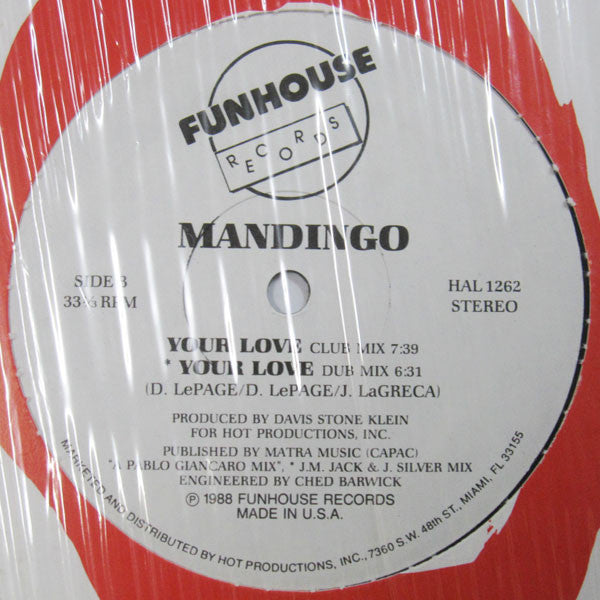 FUNHOUSE
RECORDS
MANDINGO
SIDE B
33⅓ RPM
HAL 1262
STEREO
YOUR LOVE CLUB MIX 7:39
* YOUR LOVE DUB MIX 6:31
(D. LePAGE/D. LePAGE/J. LaGRECA)
PRODUCED BY DAVIS STONE KLEIN
FOR HOT PRODUCTIONS, INC.
PUBLISHED BY MATRA MUSIC (CAPAC)
"A PABLO GIANCARO MIX", * J.M. JACK & J. SILVER MIX
ENGINEERED BY CHED BARWICK
Ⓟ 1988 FUNHOUSE RECORDS
MADE IN U.S.A.
MARKETED AND DISTRIBUTED BY HOT PRODUCTIONS, INC., 7360 S.W. 48th ST., MIAMI, FL 33155